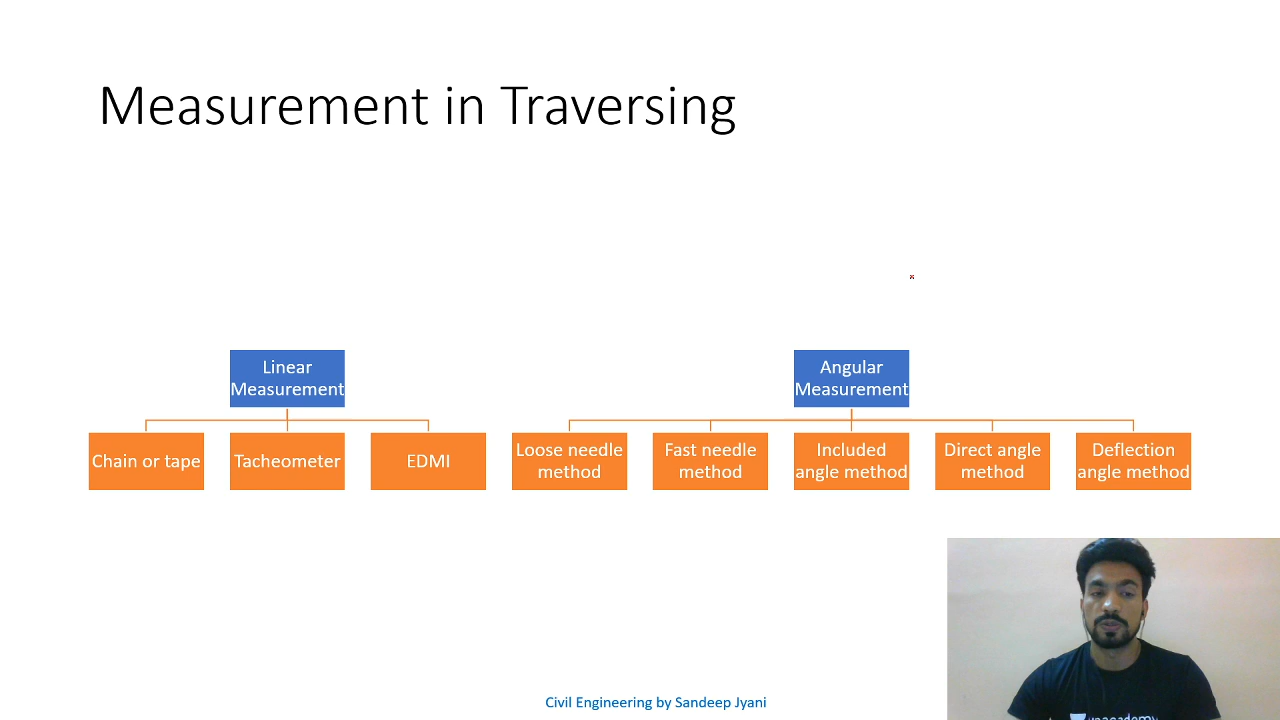 Measurement in Traversing
Linear
Measurement
Angular
Measurement
Chain or tape
Tacheometer
EDMI
Loose needle
method
Fast needle
method
Included
angle method
Direct angle
method
Deflection
angle method
Civil Engineering by Sandeep Jyani